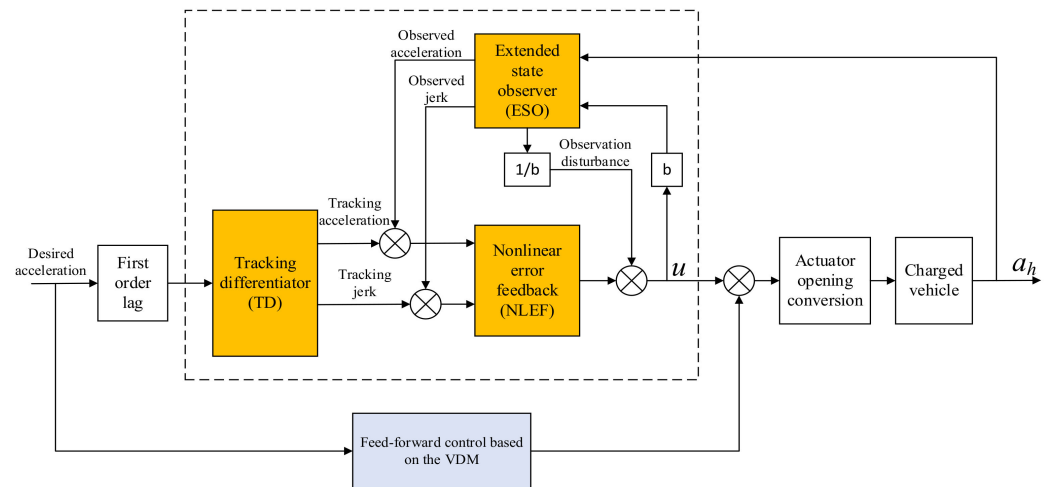 Observed
acceleration
Observed
jerk
Extended
state
observer
(ESO)
1/b
Observation
disturbance
b
Tracking
acceleration
Tracking
jerk
Desired
acceleration
First
order
lag
Tracking
differentiator
(TD)
Nonlinear
error
feedback
(NLEF)
u
Actuator
opening
conversion
Charged
vehicle
a_h
Feed-forward control based
on the VDM